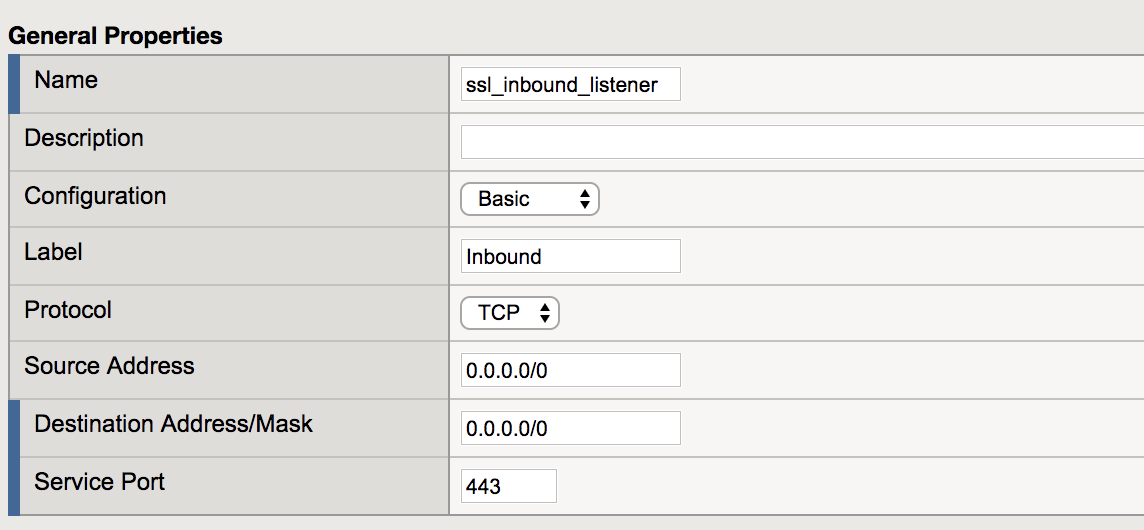 General Properties
Name ssl_inbound_listener
Description
Configuration Basic
Label Inbound
Protocol TCP
Source Address 0.0.0.0/0
Destination Address/Mask 0.0.0.0/0
Service Port 443